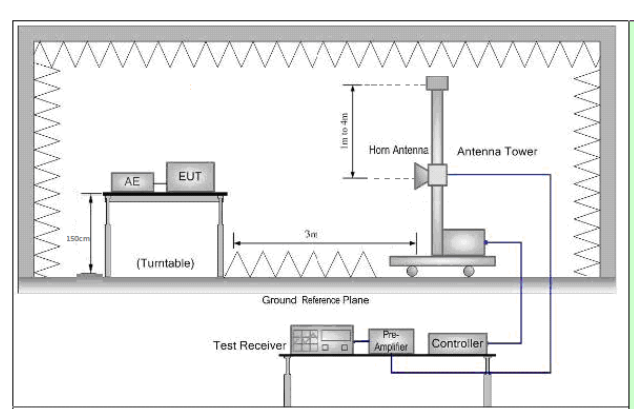 1m to 4m
Horn Antenna
Antenna Tower
AE
EUT
150cm
3m
(Turntable)
Ground Reference Plane
Test Receiver
Pre-
Amplifier
Controller